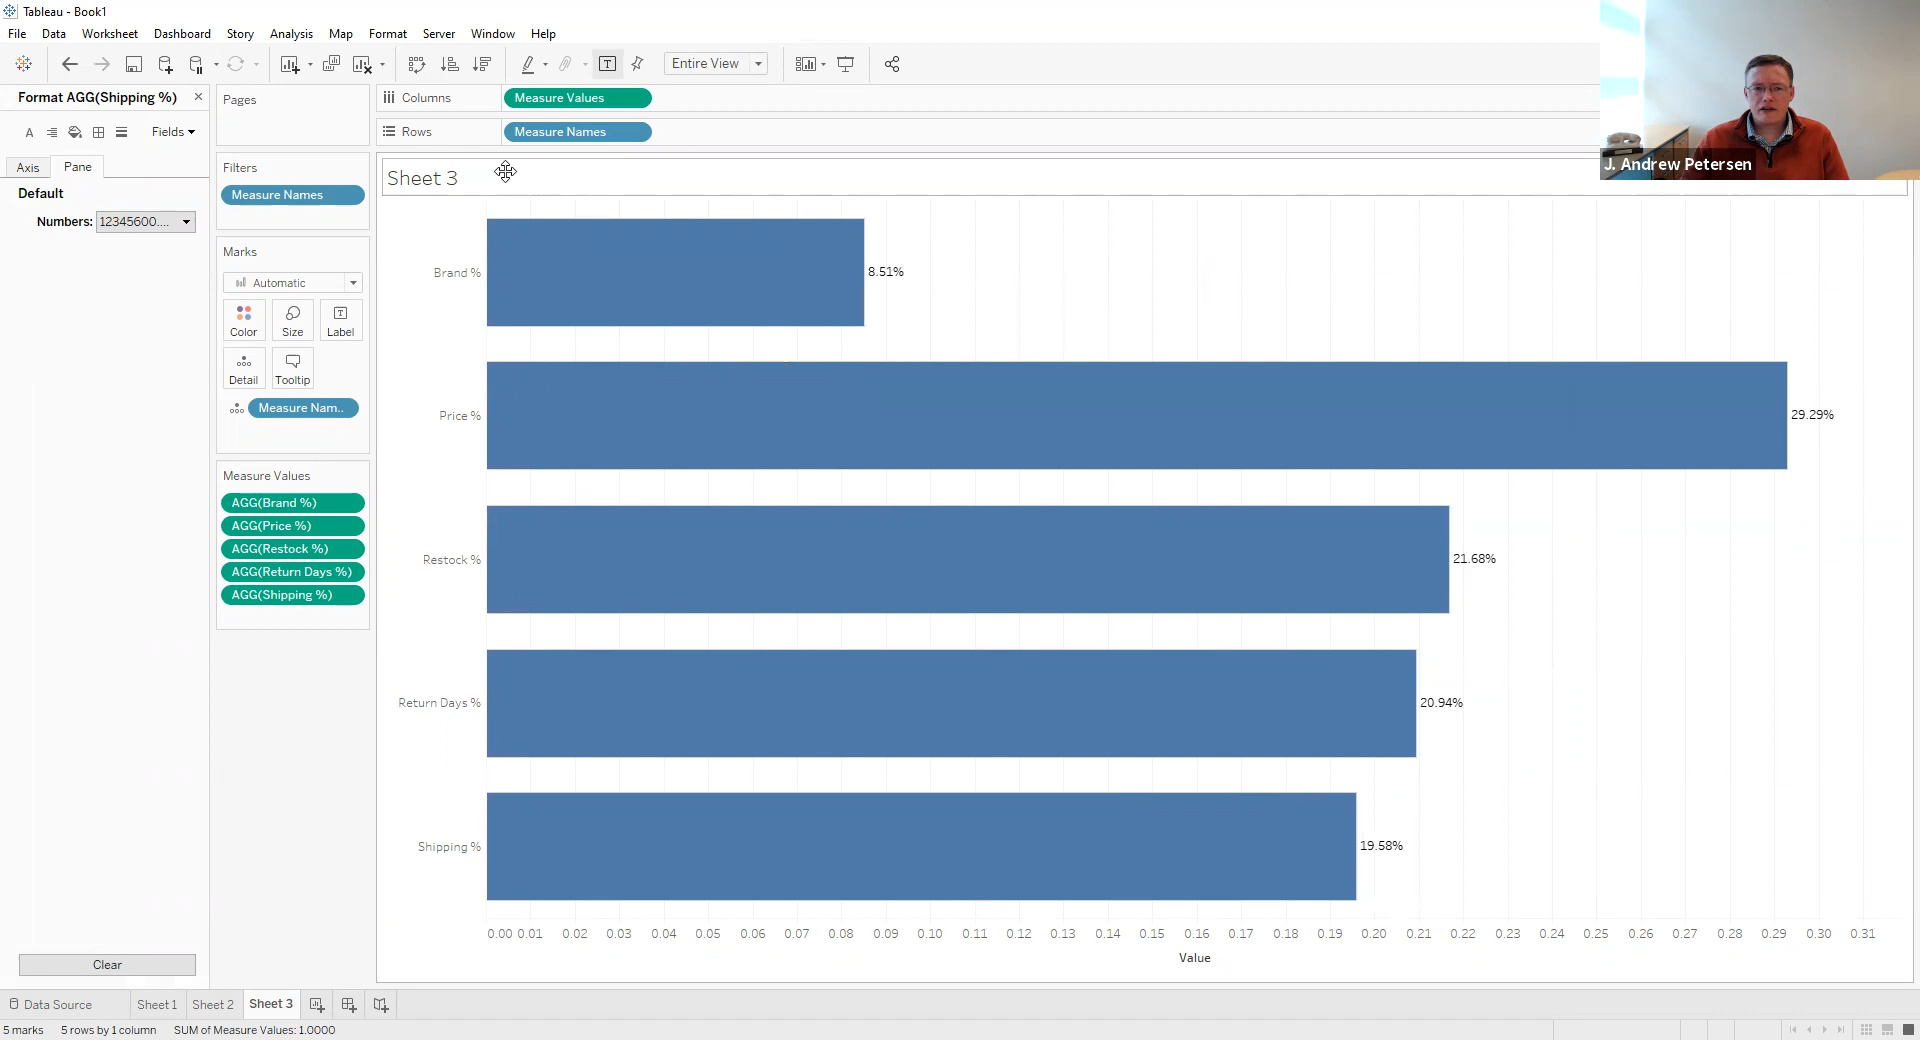 Tableau - Book1
File Data Worksheet Dashboard Story Analysis Map Format Server Window Help
Entire View
J. Andrew Petersen
Format AGG(Shipping %)
Fields
Axis Pane
Default
Numbers: 12345600....
Clear
Pages
Filters
Measure Names
Marks
Automatic
Color Size Label
Detail Tooltip
Measure Nam..
Measure Values
AGG(Brand %)
AGG(Price %)
AGG(Restock %)
AGG(Return Days %)
AGG(Shipping %)
Columns Measure Values
Rows Measure Names
Sheet 3
Brand % 8.51%
Price % 29.29%
Restock % 21.68%
Return Days % 20.94%
Shipping % 19.58%
0.00 0.01 0.02 0.03 0.04 0.05 0.06 0.07 0.08 0.09 0.10 0.11 0.12 0.13 0.14 0.15 0.16 0.17 0.18 0.19 0.20 0.21 0.22 0.23 0.24 0.25 0.26 0.27 0.28 0.29 0.30 0.31
Value
Data Source Sheet 1 Sheet 2 Sheet 3
5 marks 5 rows by 1 column SUM of Measure Values: 1.0000